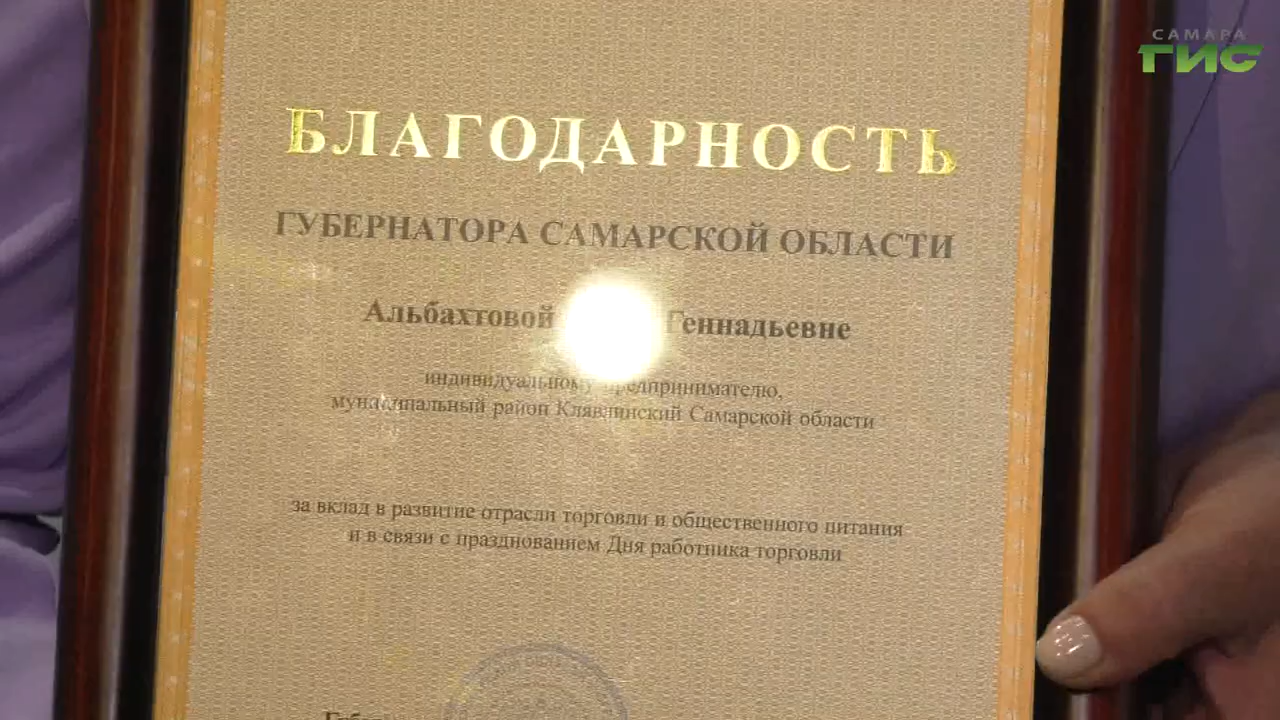 САМАРА
ГИС
БЛАГОДАРНОСТЬ
ГУБЕРНАТОРА САМАРСКОЙ ОБЛАСТИ
Альбахтовой Геннадьевне
индивидуальному предпринимателю,
муниципальный район Клявлинский Самарской области
за вклад в развитие отрасли торговли и общественного питания
и в связи с празднованием Дня работника торговли